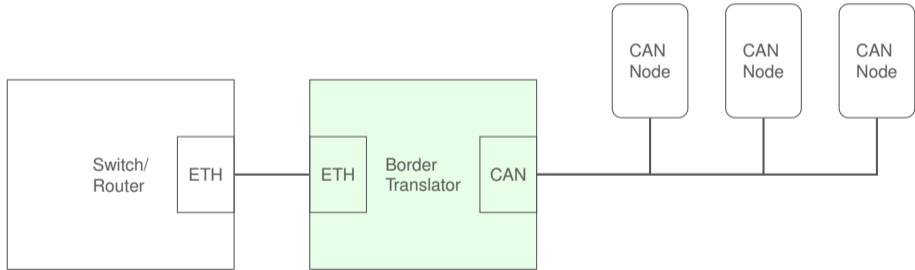 CAN
Node
CAN
Node
CAN
Node
Switch/
Router
ETH
ETH
Border
Translator
CAN